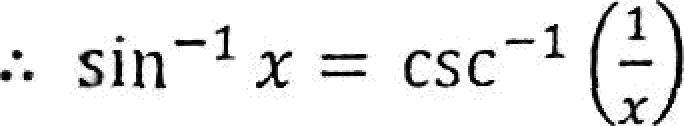 ∴ sin⁻¹ x = csc⁻¹ (1/x)